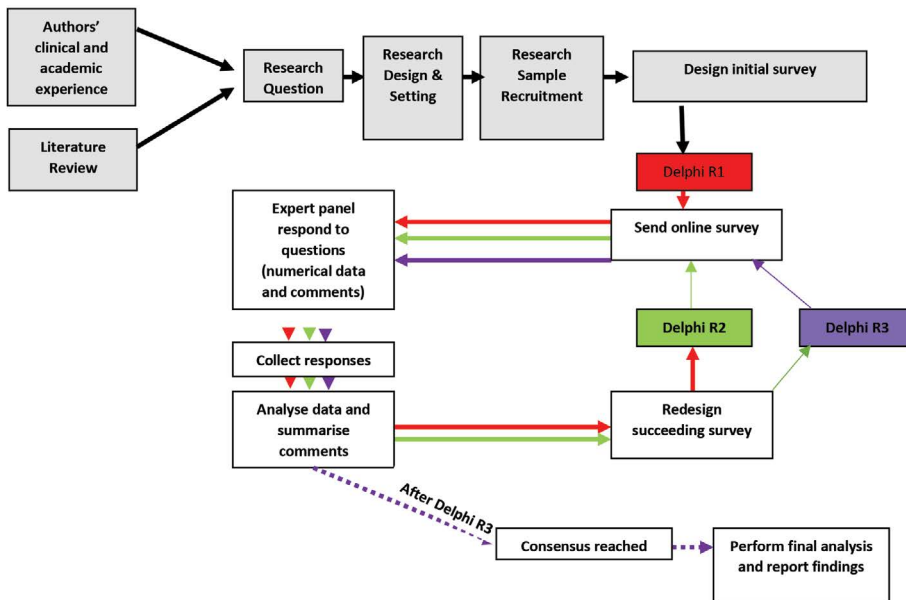 Authors'
clinical and
academic
experience
Literature
Review
Research
Question
Research
Design &
Setting
Research
Sample
Recruitment
Design initial survey
Delphi R1
Send online survey
Expert panel
respond to
questions
(numerical data
and comments)
Collect responses
Analyse data and
summarise
comments
Redesign
succeeding survey
Delphi R2
Delphi R3
After Delphi R3
Consensus reached
Perform final analysis
and report findings